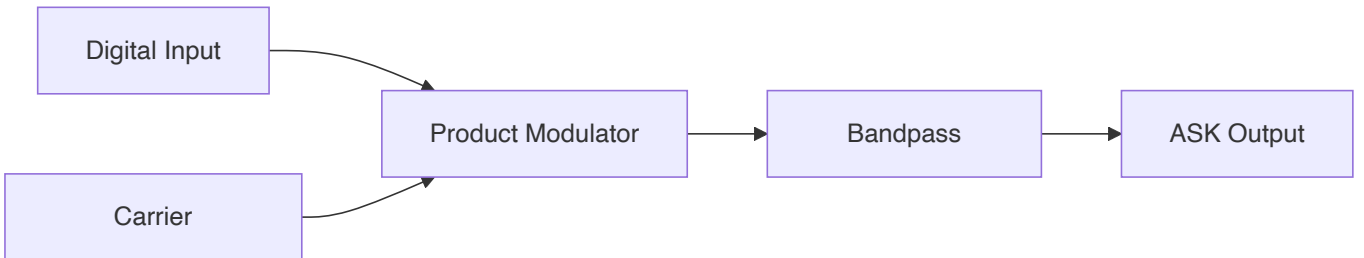 Digital Input
Carrier
Product Modulator
Bandpass
ASK Output